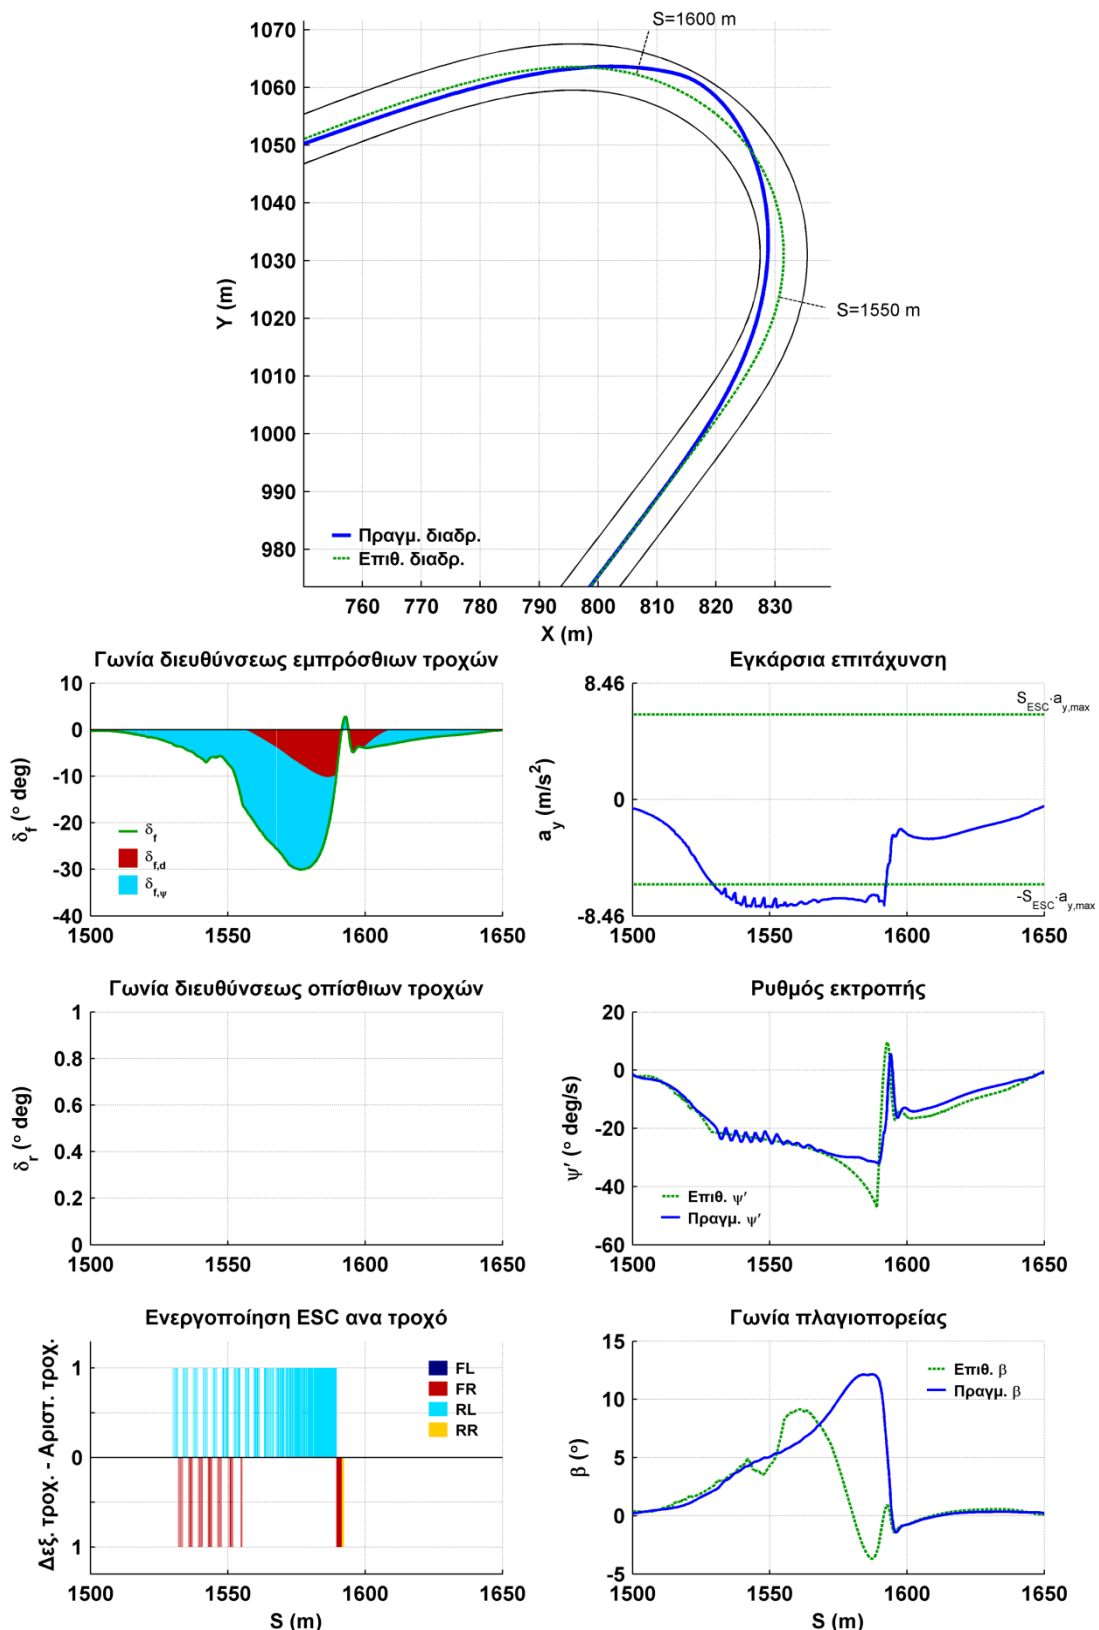 1070
1060
1050
1040
1030
1020
1010
1000
990
980
Y (m)
S=1600 m
S=1550 m
Πραγμ. διαδρ.
Επιθ. διαδρ.
760 770 780 790 800 810 820 830
X (m)
Γωνία διευθύνσεως εμπρόσθιων τροχών
10
0
-10
-20
-30
-40
δf (° deg)
δf
δf,d
δf,ψ
1500 1550 1600 1650
Εγκάρσια επιτάχυνση
8.46
0
-8.46
ay (m/s²)
SESC·ay,max
-SESC·ay,max
1500 1550 1600 1650
Γωνία διευθύνσεως οπίσθιων τροχών
1
0.8
0.6
0.4
0.2
0
δr (° deg)
1500 1550 1600 1650
Ρυθμός εκτροπής
20
0
-20
-40
-60
ψ′ (° deg/s)
Επιθ. ψ′
Πραγμ. ψ′
1500 1550 1600 1650
Ενεργοποίηση ESC ανα τροχό
1
0
1
Δεξ. τροχ. - Αριστ. τροχ.
FL
FR
RL
RR
1500 1550 1600 1650
S (m)
Γωνία πλαγιοπορείας
15
10
5
0
-5
β (°)
Επιθ. β
Πραγμ. β
1500 1550 1600 1650
S (m)